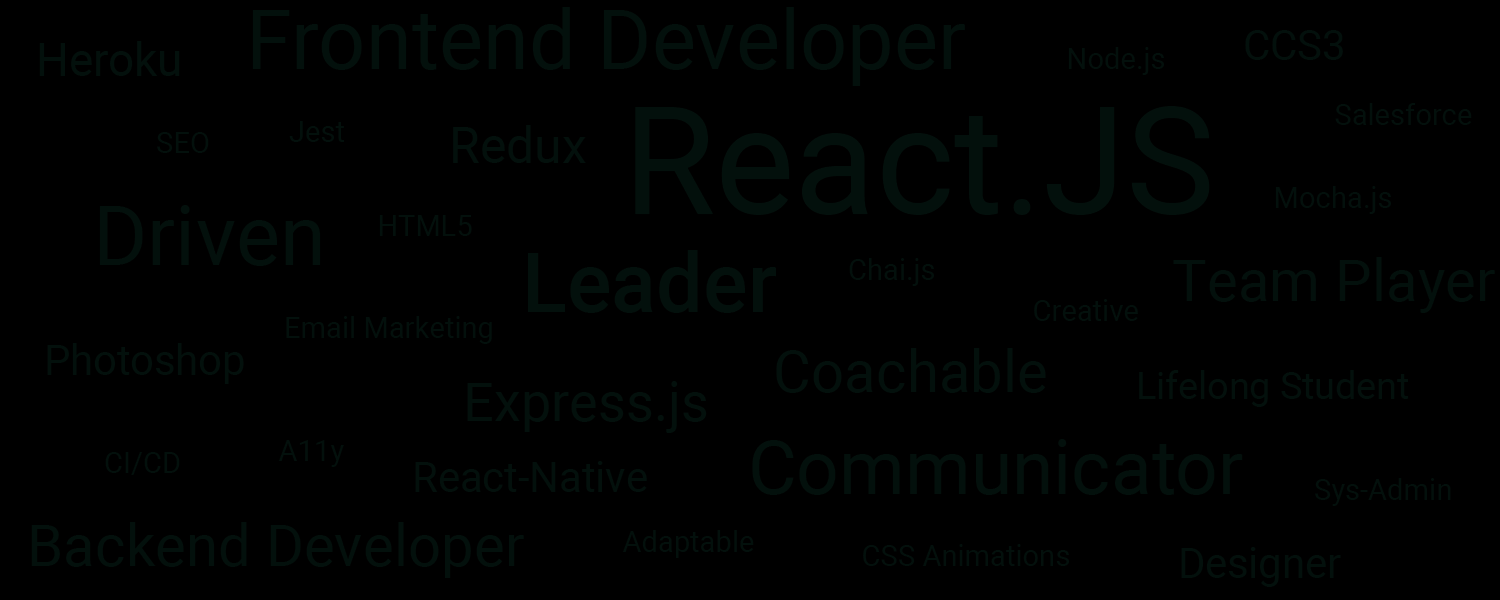 Frontend Developer
Heroku
Node.js
CCS3
Salesforce
SEO
Jest
Redux
React.JS
Mocha.js
Driven
HTML5
Leader
Chai.js
Team Player
Creative
Email Marketing
Photoshop
Coachable
Lifelong Student
Express.js
CI/CD
A11y
React-Native
Communicator
Sys-Admin
Backend Developer
Adaptable
CSS Animations
Designer